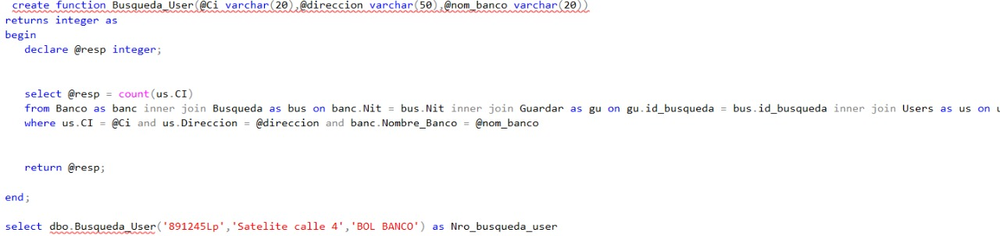 create function Busqueda_User(@Ci varchar(20),@direccion varchar(50),@nom_banco varchar(20))
returns integer as
begin
declare @resp integer;
select @resp = count(us.CI)
from Banco as banc inner join Busqueda as bus on banc.Nit = bus.Nit inner join Guardar as gu on gu.id_busqueda = bus.id_busqueda inner join Users as us on
where us.CI = @Ci and us.Direccion = @direccion and banc.Nombre_Banco = @nom_banco
return @resp;
end;
select dbo.Busqueda_User('891245Lp','Satelite calle 4','BOL BANCO') as Nro_busqueda_user